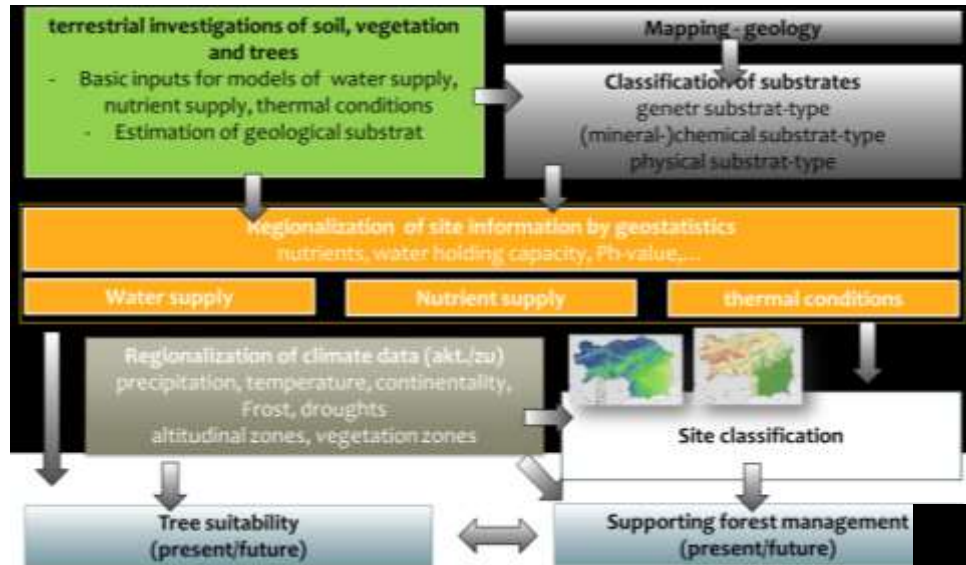 terrestrial investigations of soil, vegetation
and trees
- Basic inputs for models of water supply,
nutrient supply, thermal conditions
- Estimation of geological substrat
Mapping - geology
Classification of substrates
genetr substrat-type
(mineral-)chemical substrat-type
physical substrat-type
Regionalization of site information by geostatistics
nutrients, water holding capacity, Ph-value,...
Water supply
Nutrient supply
thermal conditions
Regionalization of climate data (akt./zu)
precipitation, temperature, continentality,
Frost, droughts
altitudinal zones, vegetation zones
Site classification
Tree suitability
(present/future)
Supporting forest management
(present/future)